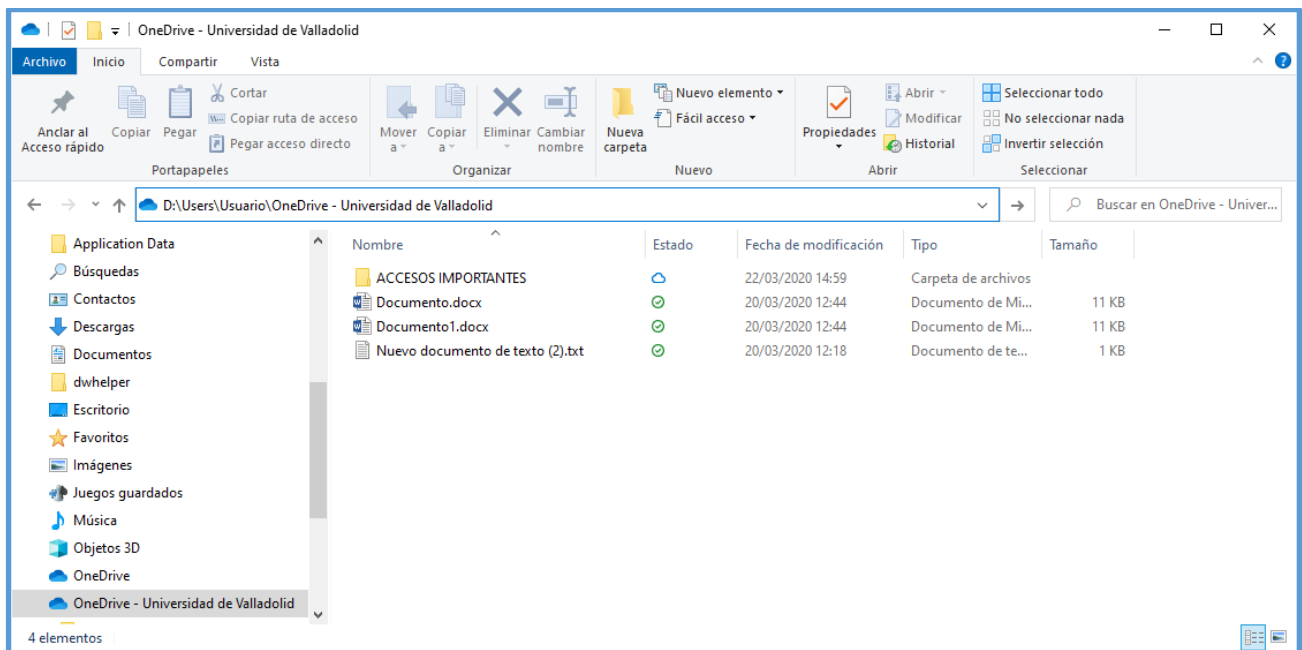 OneDrive - Universidad de Valladolid
Archivo Inicio Compartir Vista
Anclar al Acceso rápido
Copiar
Pegar
Cortar
Copiar ruta de acceso
Pegar acceso directo
Portapapeles
Mover a
Copiar a
Eliminar
Cambiar nombre
Organizar
Nueva carpeta
Nuevo elemento
Fácil acceso
Nuevo
Propiedades
Abrir
Modificar
Historial
Abrir
Seleccionar todo
No seleccionar nada
Invertir selección
Seleccionar
D:\Users\Usuario\OneDrive - Universidad de Valladolid
Buscar en OneDrive - Univer...
Application Data
Búsquedas
Contactos
Descargas
Documentos
dwhelper
Escritorio
Favoritos
Imágenes
Juegos guardados
Música
Objetos 3D
OneDrive
OneDrive - Universidad de Valladolid
Nombre Estado Fecha de modificación Tipo Tamaño
ACCESOS IMPORTANTES 22/03/2020 14:59 Carpeta de archivos
Documento.docx 20/03/2020 12:44 Documento de Mi... 11 KB
Documento1.docx 20/03/2020 12:44 Documento de Mi... 11 KB
Nuevo documento de texto (2).txt 20/03/2020 12:18 Documento de te... 1 KB
4 elementos